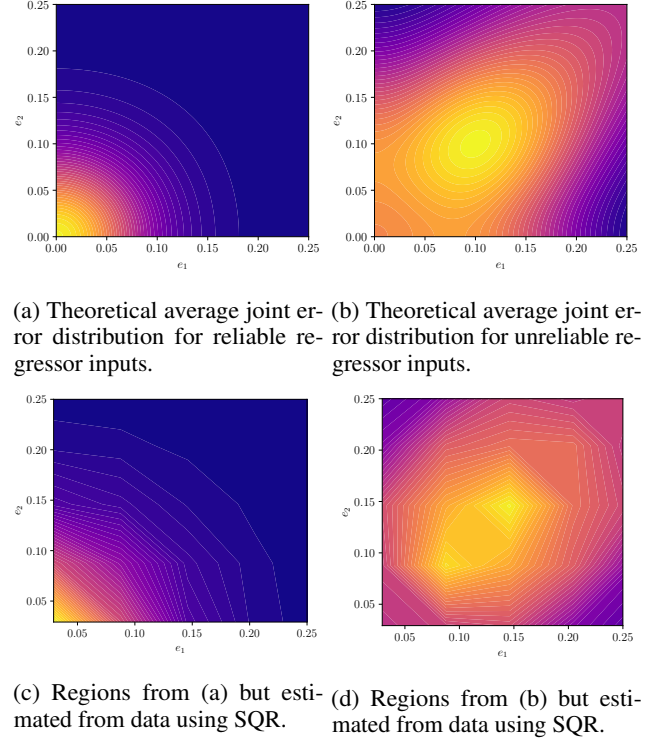 0.25
0.20
0.15
0.10
0.05
0.00
e₂
0.00 0.05 0.10 0.15 0.20 0.25
e₁
0.25
0.20
0.15
0.10
0.05
0.00
e₂
0.00 0.05 0.10 0.15 0.20 0.25
e₁
(a) Theoretical average joint er-
ror distribution for reliable re-
gressor inputs.
(b) Theoretical average joint er-
ror distribution for unreliable re-
gressor inputs.
0.25
0.20
0.15
0.10
0.05
e₂
0.05 0.10 0.15 0.20 0.25
e₁
0.25
0.20
0.15
0.10
0.05
e₂
0.05 0.10 0.15 0.20 0.25
e₁
(c) Regions from (a) but esti-
mated from data using SQR.
(d) Regions from (b) but esti-
mated from data using SQR.